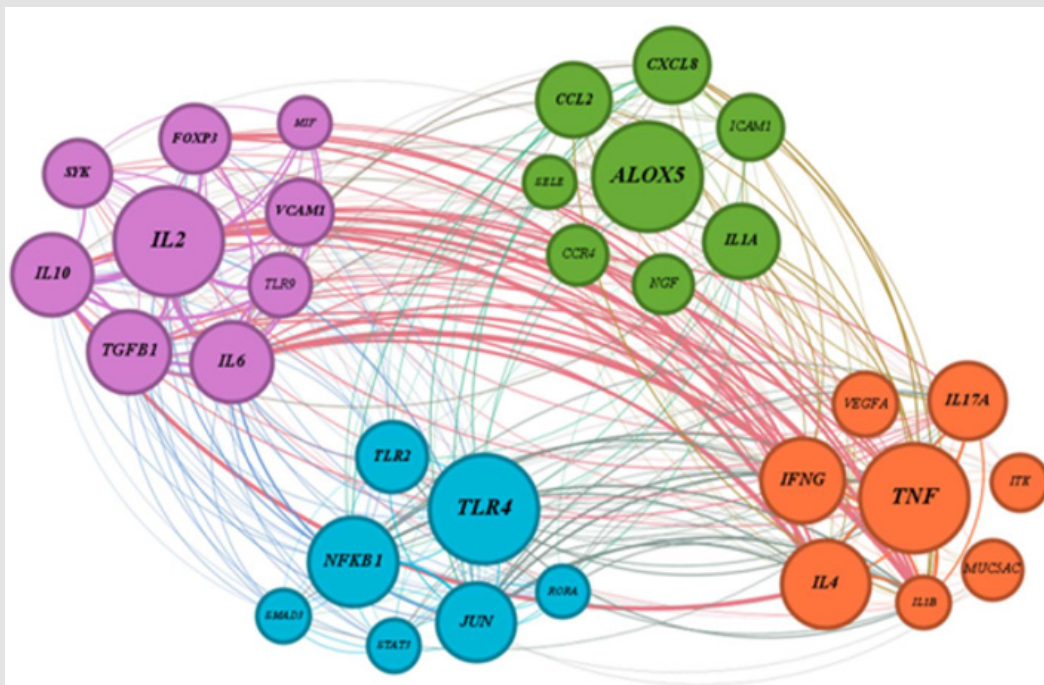 FOXP3
MIF
SYK
IL2
VCAM1
IL10
TLR9
TGFB1
IL6
CXCL8
CCL2
ICAM1
ALOX5
SELE
IL1A
CCR4
NGF
TLR2
TLR4
NFKB1
RORA
SMAD3
JUN
STAT3
VEGFA
IL17A
IFNG
TNF
ITK
IL4
MUC5AC
IL1B